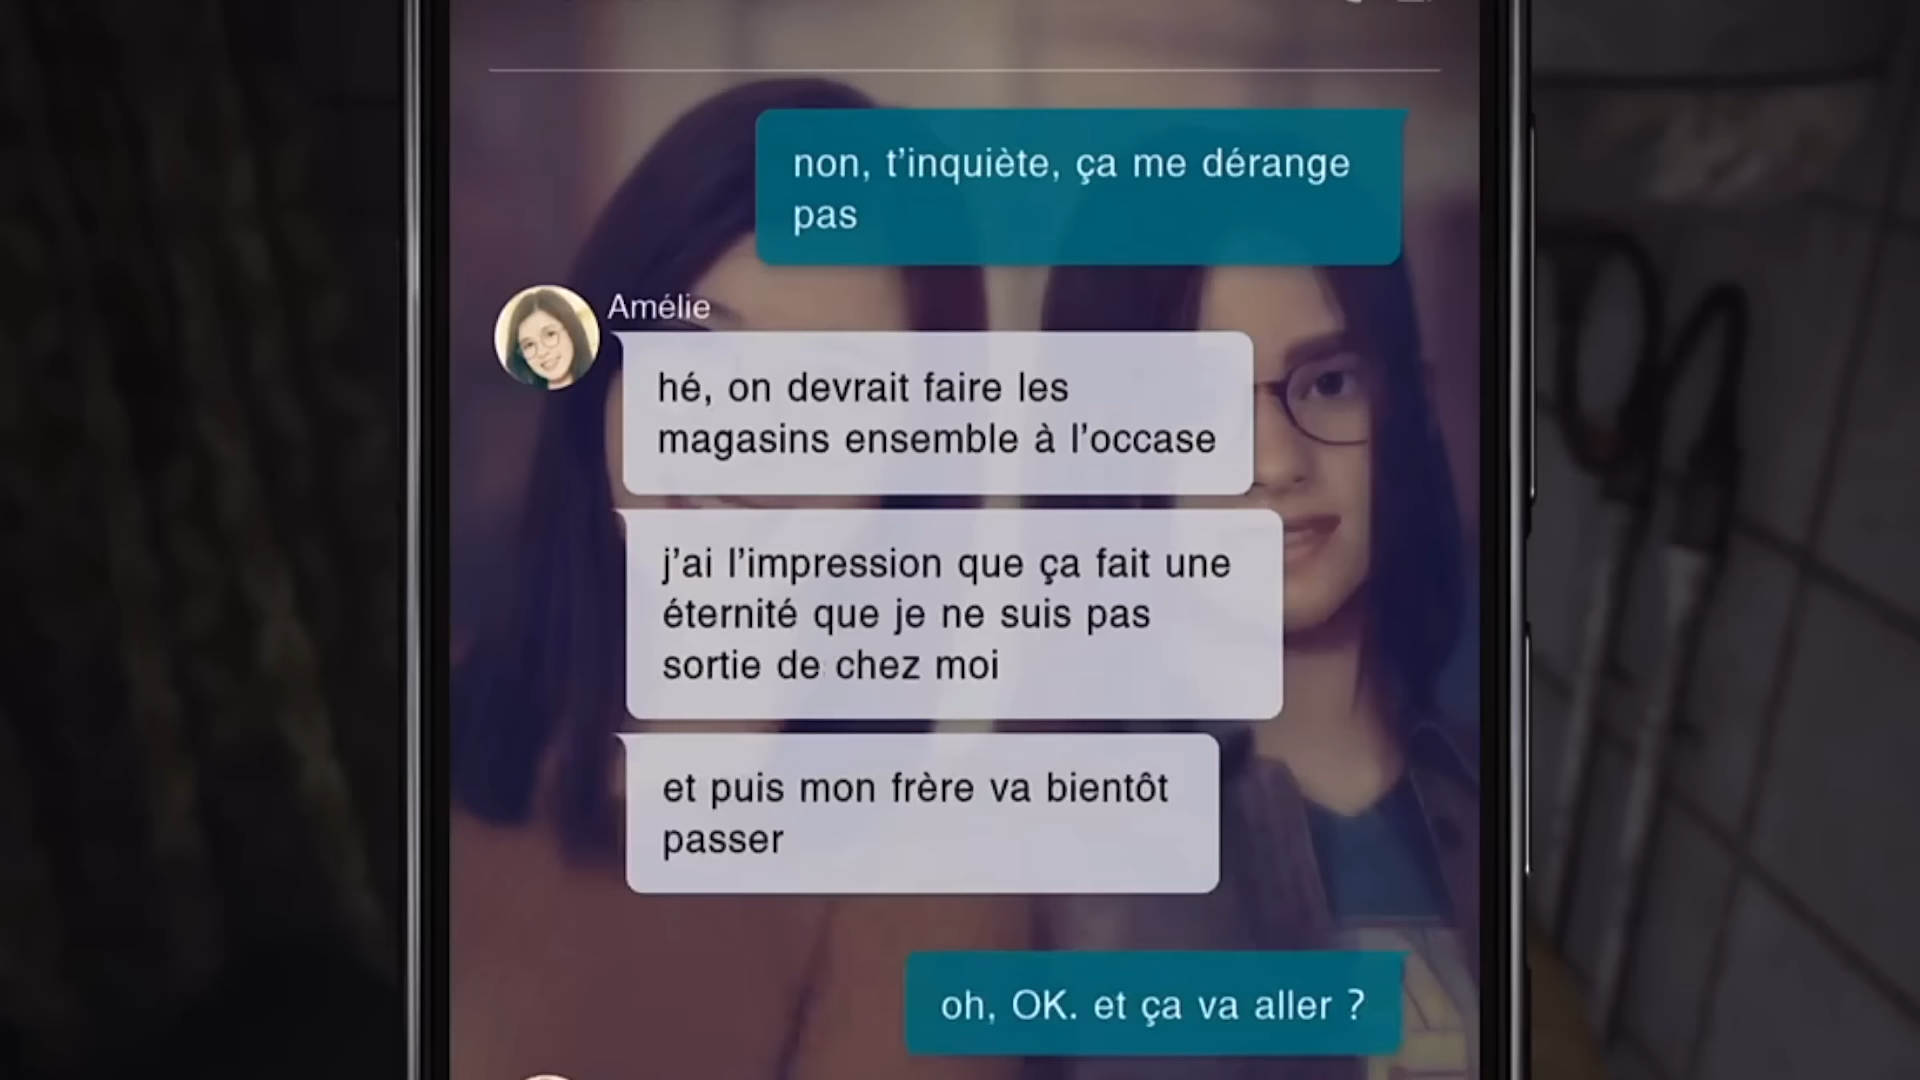 non, t'inquiète, ça me dérange
pas
Amélie
hé, on devrait faire les
magasins ensemble à l'occase
j'ai l'impression que ça fait une
éternité que je ne suis pas
sortie de chez moi
et puis mon frère va bientôt
passer
oh, OK. et ça va aller ?